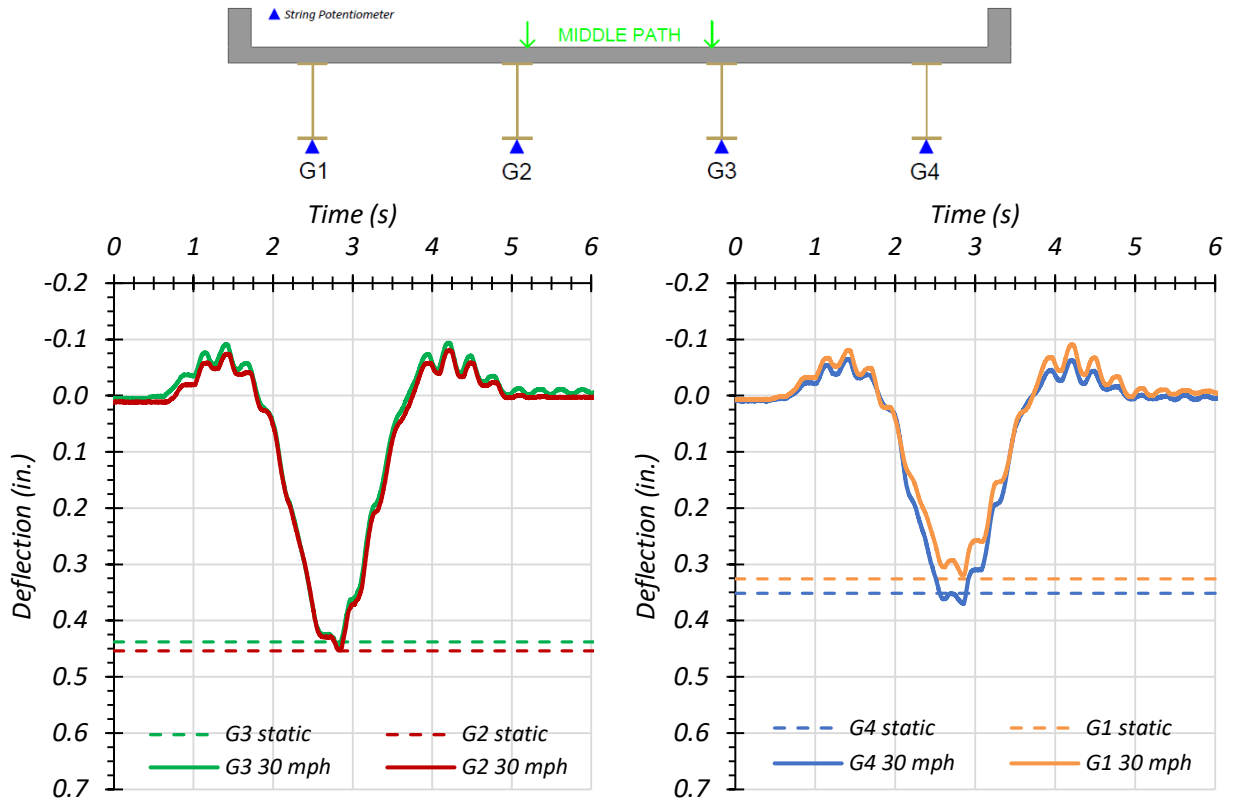 String Potentiometer
MIDDLE PATH
G1 G2 G3 G4
Time (s)
0 1 2 3 4 5 6
-0.2
-0.1
0.0
0.1
0.2
0.3
0.4
0.5
0.6
0.7
Deflection (in.)
G3 static G2 static
G3 30 mph G2 30 mph
Time (s)
0 1 2 3 4 5 6
-0.2
-0.1
0.0
0.1
0.2
0.3
0.4
0.5
0.6
0.7
Deflection (in.)
G4 static G1 static
G4 30 mph G1 30 mph